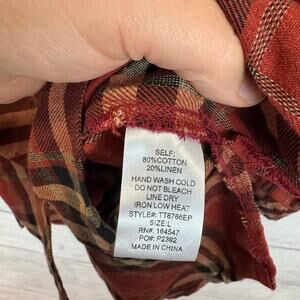 SELF:
80%COTTON
20%LINEN
HAND WASH COLD
DO NOT BLEACH
LINE DRY
IRON LOW HEAT
STYLE#: TT8766EP
SIZE:L
RN#: 164547
PO#: P2392
MADE IN CHINA